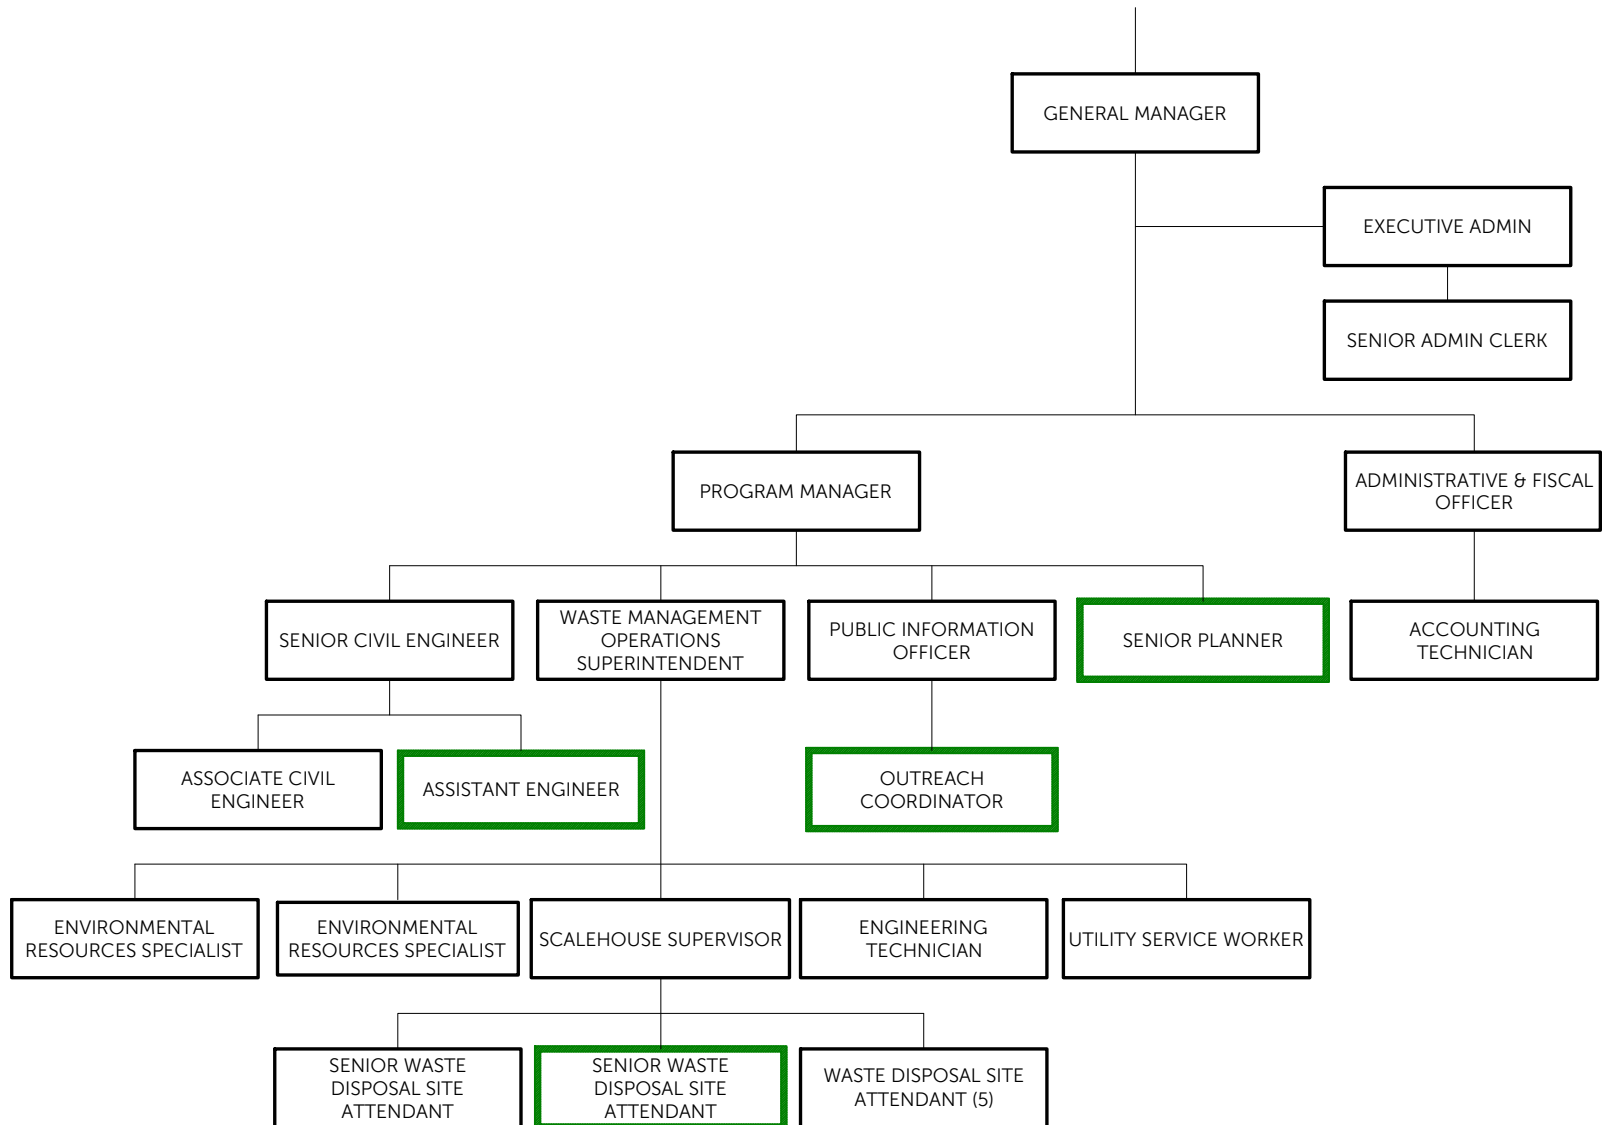 GENERAL MANAGER
EXECUTIVE ADMIN
SENIOR ADMIN CLERK
PROGRAM MANAGER
ADMINISTRATIVE & FISCAL
OFFICER
SENIOR CIVIL ENGINEER
WASTE MANAGEMENT
OPERATIONS
SUPERINTENDENT
PUBLIC INFORMATION
OFFICER
SENIOR PLANNER
ACCOUNTING
TECHNICIAN
ASSOCIATE CIVIL
ENGINEER
ASSISTANT ENGINEER
OUTREACH
COORDINATOR
ENVIRONMENTAL
RESOURCES SPECIALIST
ENVIRONMENTAL
RESOURCES SPECIALIST
SCALEHOUSE SUPERVISOR
ENGINEERING
TECHNICIAN
UTILITY SERVICE WORKER
SENIOR WASTE
DISPOSAL SITE
ATTENDANT
SENIOR WASTE
DISPOSAL SITE
ATTENDANT
WASTE DISPOSAL SITE
ATTENDANT (5)